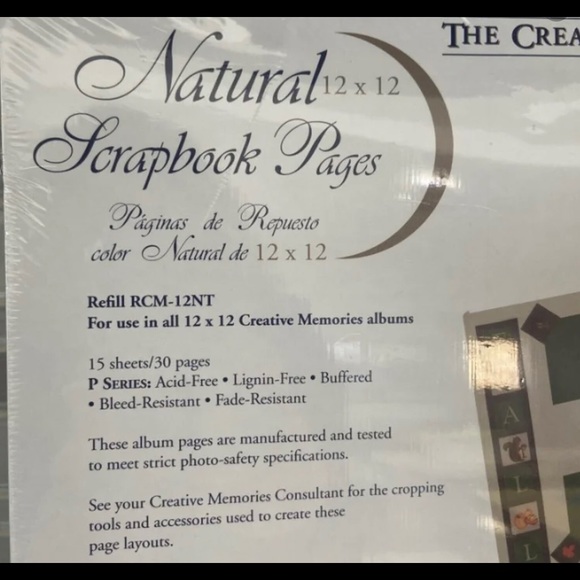 THE CREA
Natural 12 x 12
Scrapbook Pages
Páginas de Repuesto
color Natural de 12 x 12
Refill RCM-12NT
For use in all 12 x 12 Creative Memories albums
15 sheets/30 pages
P SERIES: Acid-Free • Lignin-Free • Buffered
• Bleed-Resistant • Fade-Resistant
These album pages are manufactured and tested
to meet strict photo-safety specifications.
See your Creative Memories Consultant for the cropping
tools and accessories used to create these
page layouts.
A
L
L